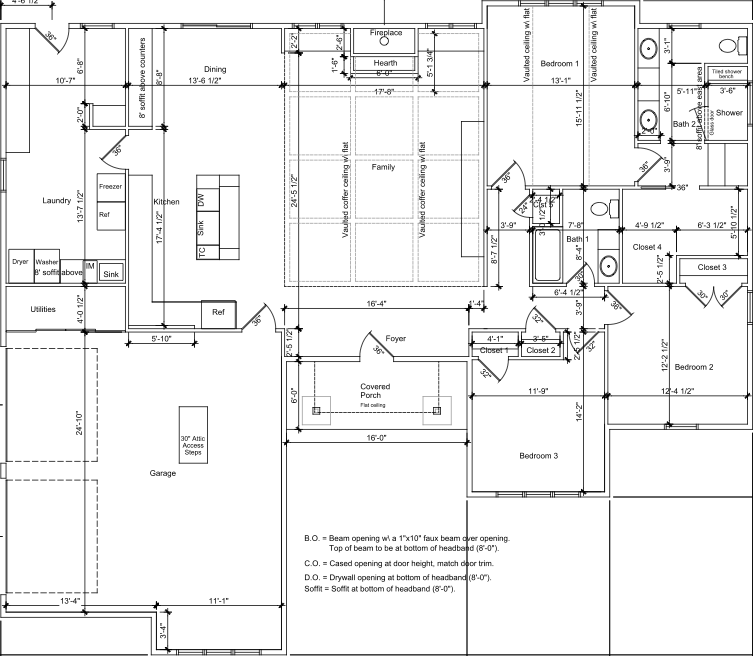 4'-6 1/2"
36"
6'-8"
10'-7"
2'-0"
8" soffit above counters
8'-8"
Dining
13'-6 1/2"
2'-2"
2'-6"
1'-6"
Fireplace
Hearth
6'-0"
5'-1 3/4"
17'-8"
Vaulted ceiling w\ flat
Bedroom 1
13'-1"
Vaulted ceiling w\ flat
15'-11 1/2"
3'-1"
6'-10"
Tiled shower
bench
5'-11"
3'-6"
Shower
Glass door
Bath 2
2'-0"
3'-9"
36"
36"
36"
36"
Laundry
13'-7 1/2"
Freezer
Ref
Kitchen
17'-4 1/2"
DW
Sink
TC
24'-5 1/2"
Vaulted coffer ceiling w\ flat
Family
Vaulted coffer ceiling w\ flat
24"
3'-9"
7'-8"
Bath 1
8'-4"
8'-7 1/2"
30"
4'-9 1/2"
6'-3 1/2"
5'-10 1/2"
Closet 4
2'-5 1/2"
Closet 3
30"
30"
Dryer
Washer
8" soffit above
IM
Sink
Utilities
4'-0 1/2"
Ref
36"
5'-10"
16'-4"
1'-4"
6'-4 1/2"
3'-9"
36"
32"
2'-5 1/2"
Foyer
36"
4'-1"
Closet 1
3'-5"
Closet 2
2'-5 1/2"
32"
32"
12'-2 1/2"
Bedroom 2
12'-4 1/2"
6'-0"
Covered
Porch
Flat ceiling
16'-0"
11'-9"
14'-2"
Bedroom 3
24'-10"
30" Attic
Access
Steps
Garage
13'-4"
11'-1"
3'-4"
B.O. = Beam opening w\ a 1"x10" faux beam over opening.
Top of beam to be at bottom of headband (8'-0").
C.O. = Cased opening at door height, match door trim.
D.O. = Drywall opening at bottom of headband (8'-0").
Soffit = Soffit at bottom of headband (8'-0").